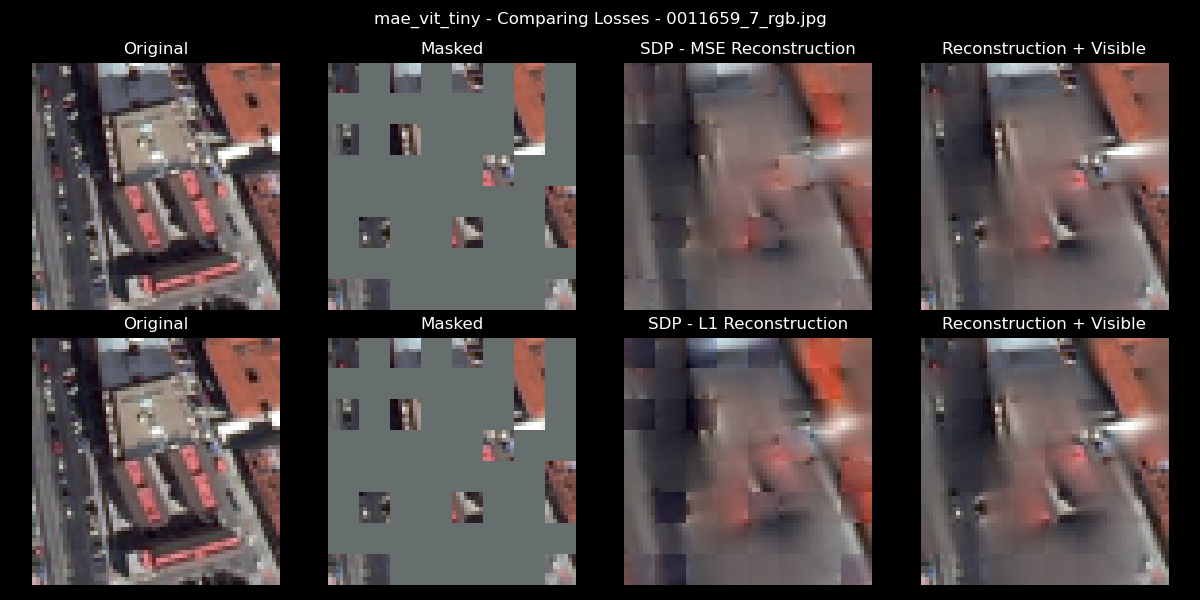 mae_vit_tiny - Comparing Losses - 0011659_7_rgb.jpg
Original
Masked
SDP - MSE Reconstruction
Reconstruction + Visible
Original
Masked
SDP - L1 Reconstruction
Reconstruction + Visible